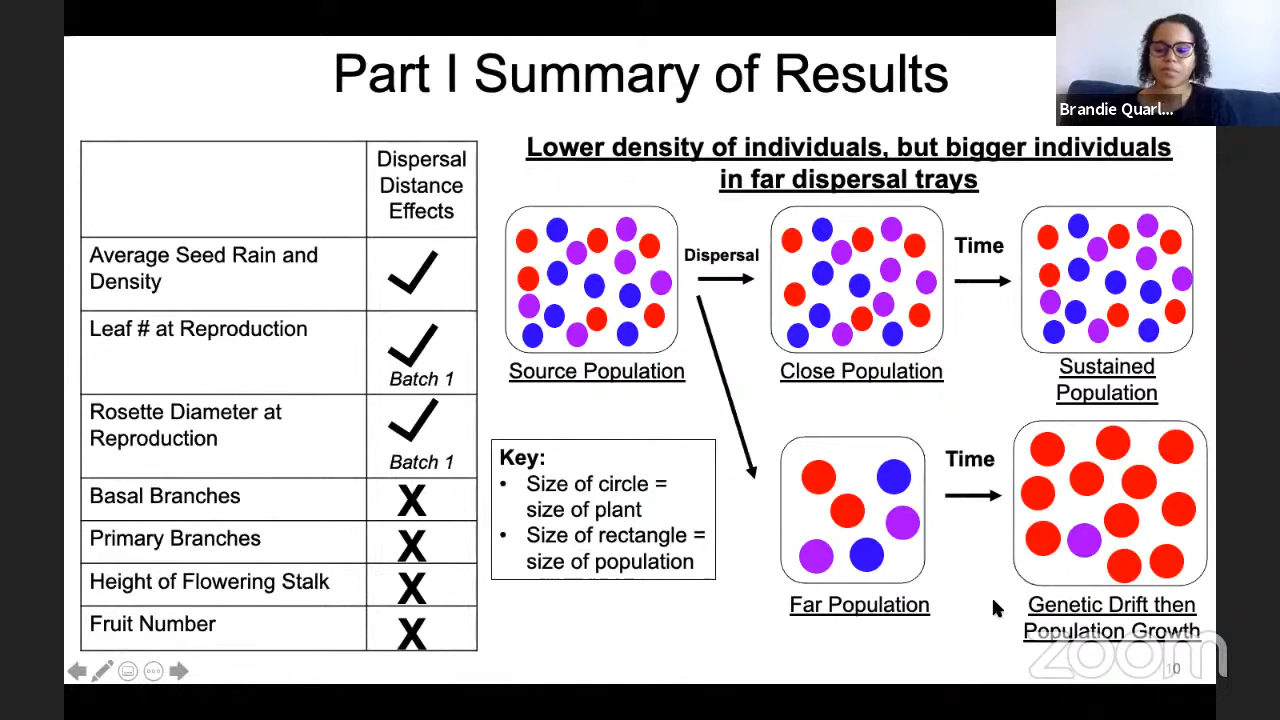 Part I Summary of Results
Brandie Quarl...
Dispersal
Distance
Effects
Average Seed Rain and
Density
Leaf # at Reproduction
Batch 1
Rosette Diameter at
Reproduction
Batch 1
Basal Branches
X
Primary Branches
X
Height of Flowering Stalk
X
Fruit Number
X
Lower density of individuals, but bigger individuals
in far dispersal trays
Dispersal
Time
Source Population
Close Population
Sustained
Population
Key:
• Size of circle =
size of plant
• Size of rectangle =
size of population
Time
Far Population
Genetic Drift then
Population Growth
zoom
10